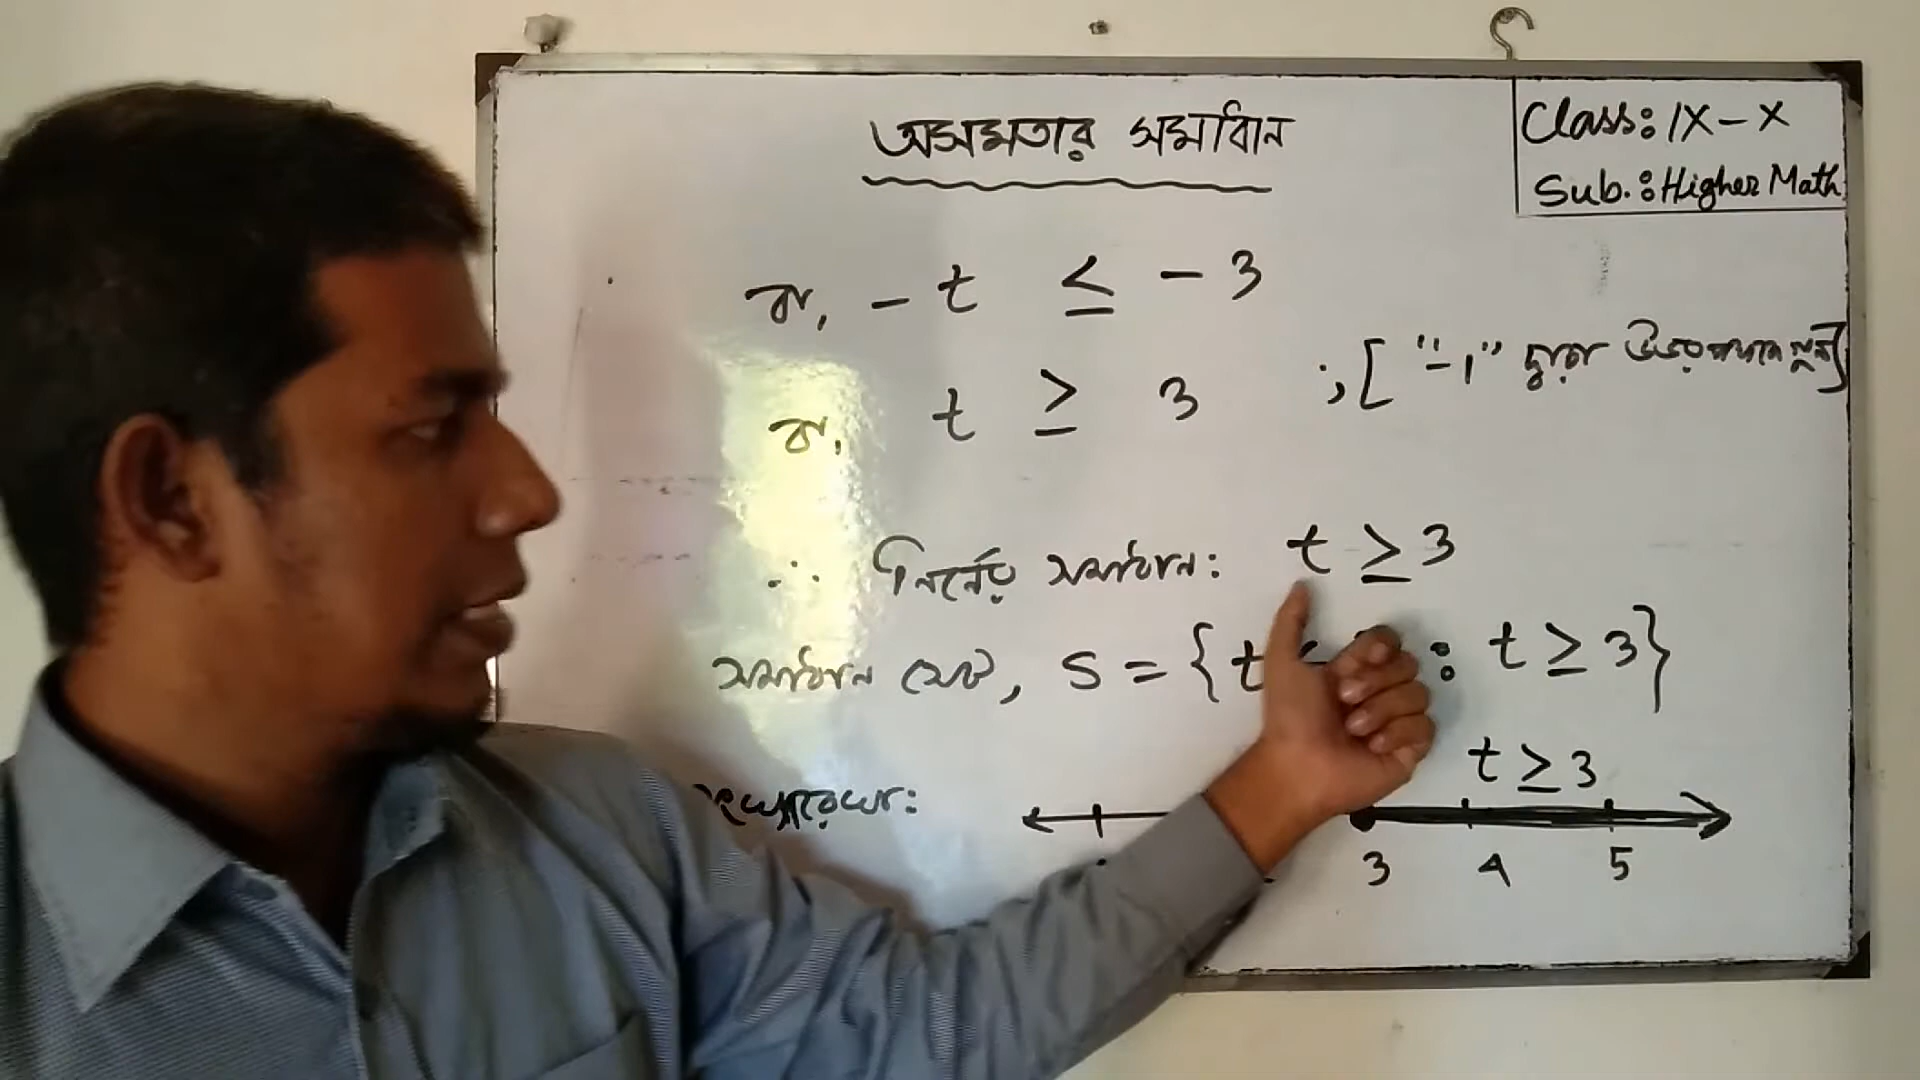 অসমতার সমাধান
Class: IX - X
Sub.: Higher Math
বা, - t ≤ - 3
বা, t ≥ 3 ; [ "-1" দ্বারা উভয়পক্ষকে গুণ]
∴ নির্ণেয় সমাধান: t ≥ 3
সমাধান সেট, S = { t : t ≥ 3 }
t ≥ 3
3 4 5